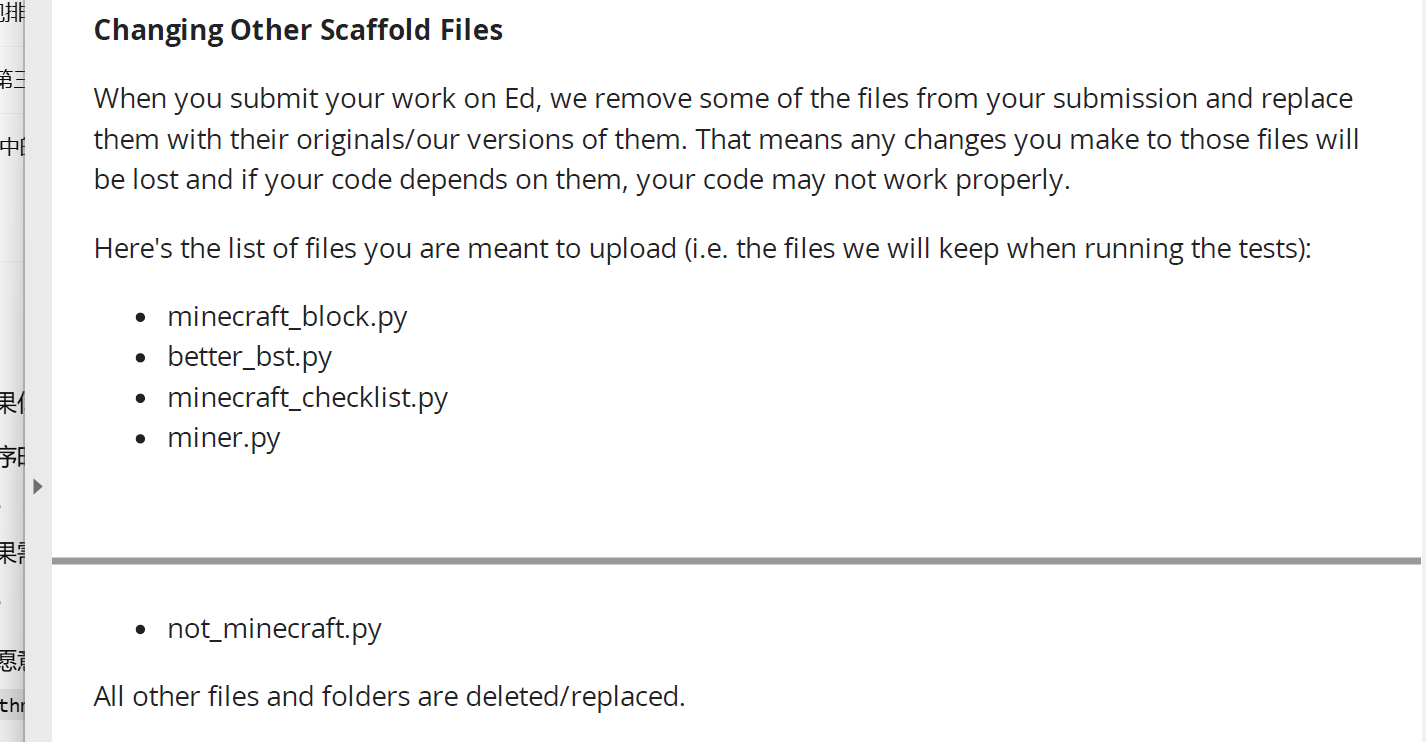 Changing Other Scaffold Files
When you submit your work on Ed, we remove some of the files from your submission and replace
them with their originals/our versions of them. That means any changes you make to those files will
be lost and if your code depends on them, your code may not work properly.
Here's the list of files you are meant to upload (i.e. the files we will keep when running the tests):
• minecraft_block.py
• better_bst.py
• minecraft_checklist.py
• miner.py
• not_minecraft.py
All other files and folders are deleted/replaced.